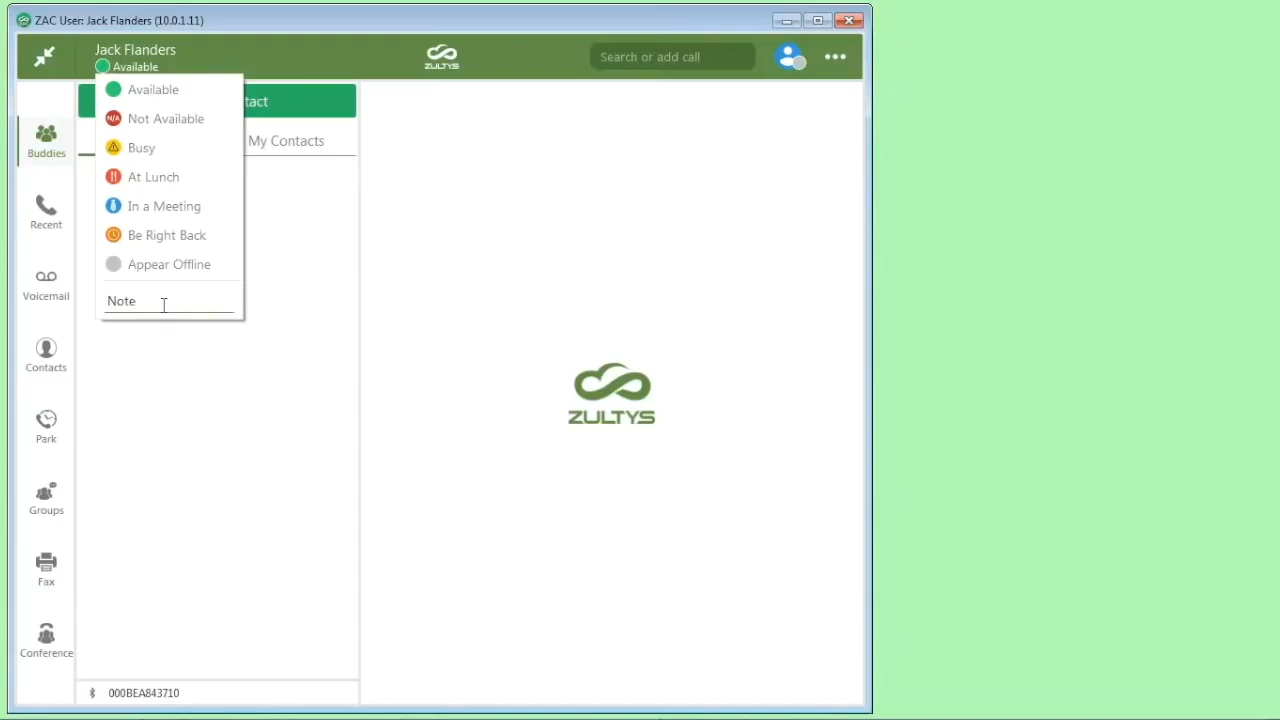 ZAC User: Jack Flanders (10.0.1.11)
Jack Flanders
Available
ZULTYS
Search or add call
Available
Not Available
Busy
At Lunch
In a Meeting
Be Right Back
Appear Offline
Note
My Contacts
Buddies
Recent
Voicemail
Contacts
Park
Groups
Fax
Conference
ZULTYS
000BEA843710